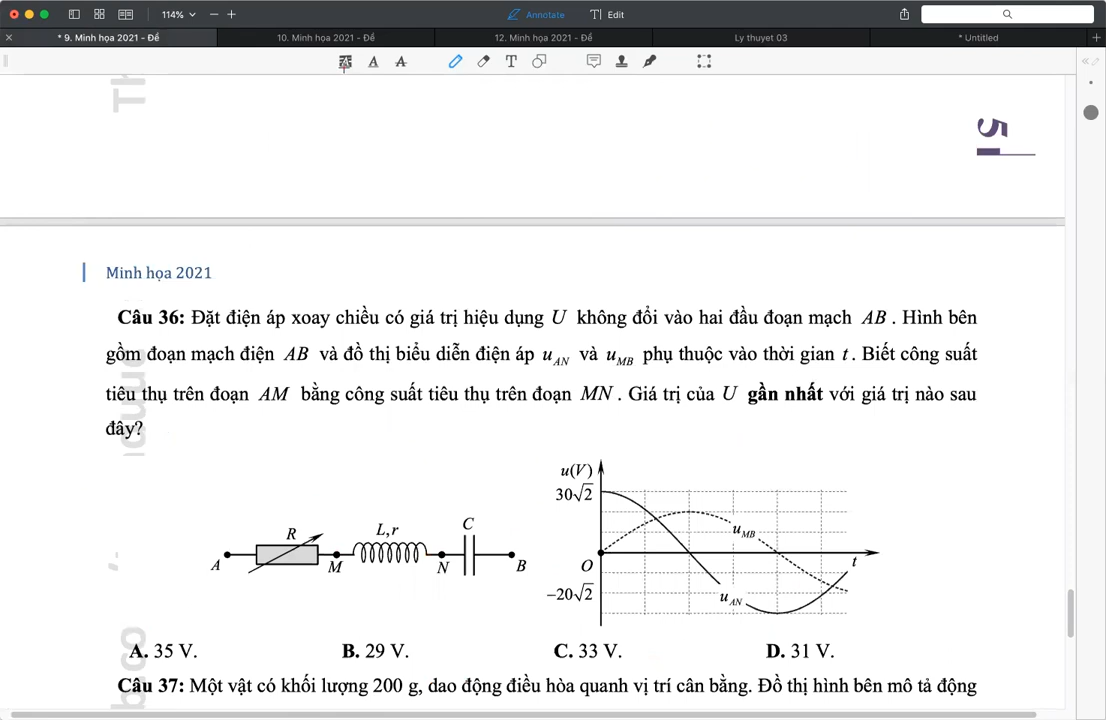 114%
Annotate
Edit
* 9. Minh họa 2021 - Đề
10. Minh họa 2021 - Đề
12. Minh họa 2021 - Đề
Ly thuyet 03
* Untitled
5
Minh họa 2021
Câu 36: Đặt điện áp xoay chiều có giá trị hiệu dụng U không đổi vào hai đầu đoạn mạch AB . Hình bên
gồm đoạn mạch điện AB và đồ thị biểu diễn điện áp u_AN và u_MB phụ thuộc vào thời gian t . Biết công suất
tiêu thụ trên đoạn AM bằng công suất tiêu thụ trên đoạn MN . Giá trị của U gần nhất với giá trị nào sau
đây?
A R M L,r N C B
u(V)
30√2
O
-20√2
u_MB
u_AN
t
A. 35 V. B. 29 V. C. 33 V. D. 31 V.
Câu 37: Một vật có khối lượng 200 g, dao động điều hòa quanh vị trí cân bằng. Đồ thị hình bên mô tả động